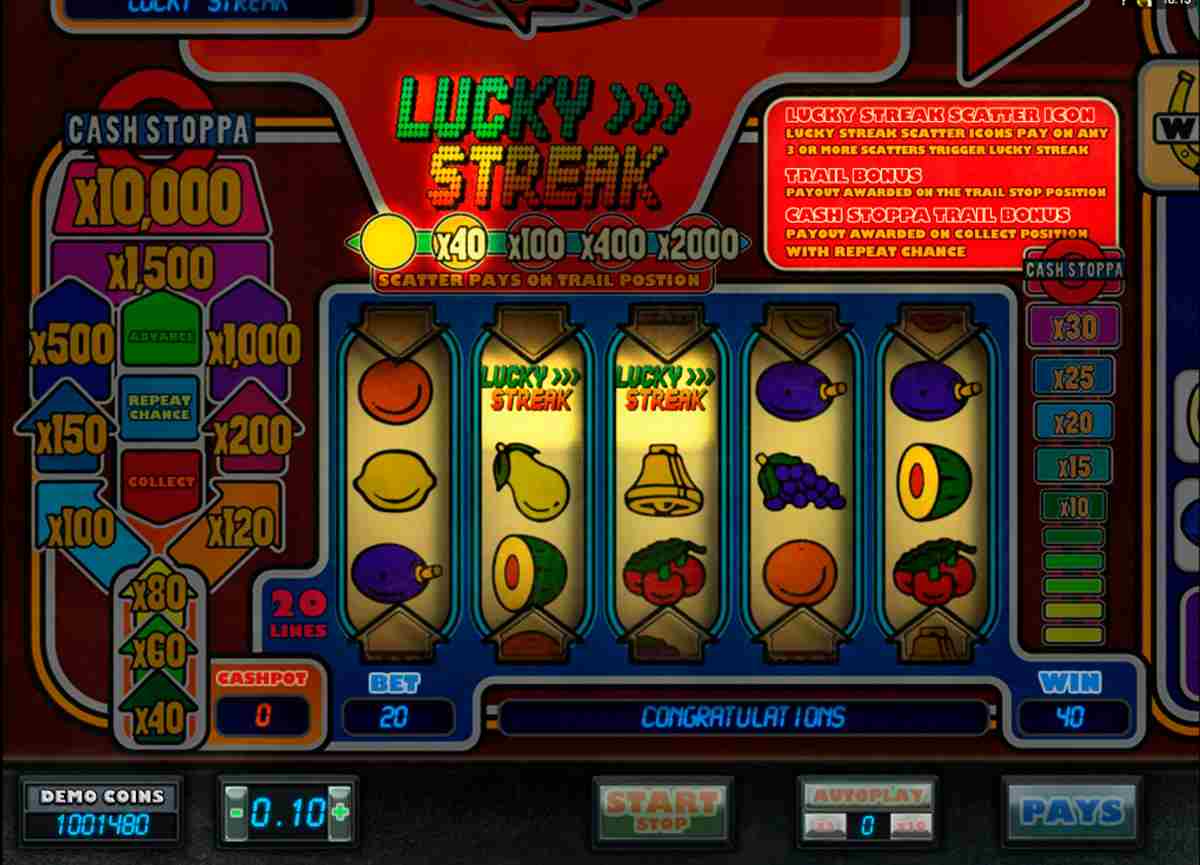 LUCKY STREAK
LUCKY >>>
STREAK
LUCKY STREAK SCATTER ICON
LUCKY STREAK SCATTER ICONS PAY ON ANY
3 OR MORE SCATTERS TRIGGER LUCKY STREAK
TRAIL BONUS
PAYOUT AWARDED ON THE TRAIL STOP POSITION
CASH STOPPA TRAIL BONUS
PAYOUT AWARDED ON COLLECT POSITION
WITH REPEAT CHANCE
x40 x100 x400 x2000
SCATTER PAYS ON TRAIL POSTION
CASH STOPPA
x10,000
x1,500
x500 ADVANCE x1,000
REPEAT
CHANCE
x150 x200
COLLECT
x100 x120
x80
x60
x40
LUCKY >>>
STREAK
LUCKY >>>
STREAK
CASH STOPPA
x30
x25
x20
x15
x10
20
LINES
CASHPOT
0
BET
20
CONGRATULATIONS
WIN
40
DEMO COINS
1001480
- 0.10 +
START
STOP
AUTOPLAY
0
x10
PAYS